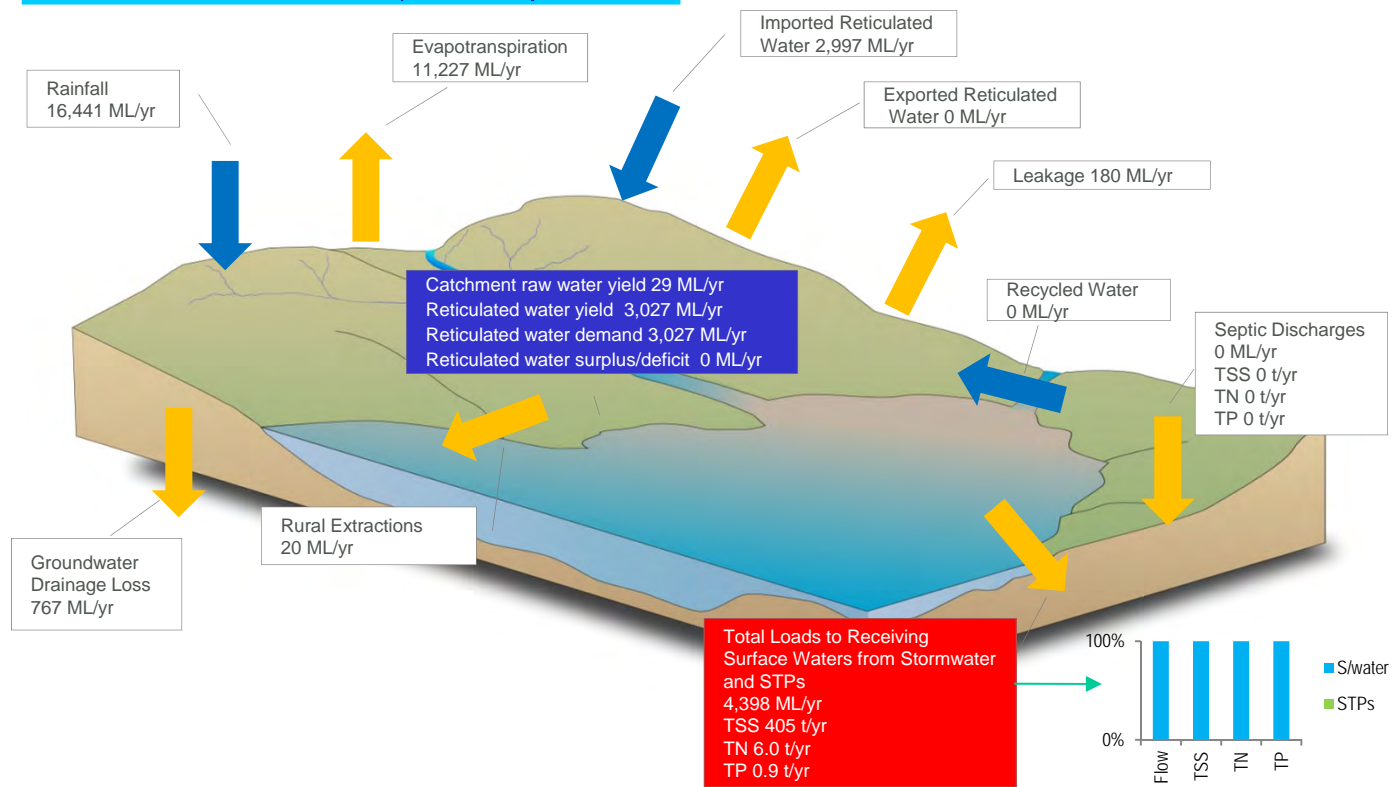 Imported Reticulated
Water 2,997 ML/yr
Evapotranspiration
11,227 ML/yr
Rainfall
16,441 ML/yr
Exported Reticulated
Water 0 ML/yr
Leakage 180 ML/yr
Catchment raw water yield 29 ML/yr
Reticulated water yield 3,027 ML/yr
Reticulated water demand 3,027 ML/yr
Reticulated water surplus/deficit 0 ML/yr
Recycled Water
0 ML/yr
Septic Discharges
0 ML/yr
TSS 0 t/yr
TN 0 t/yr
TP 0 t/yr
Rural Extractions
20 ML/yr
Groundwater
Drainage Loss
767 ML/yr
Total Loads to Receiving
Surface Waters from Stormwater
and STPs
4,398 ML/yr
TSS 405 t/yr
TN 6.0 t/yr
TP 0.9 t/yr
100%
0%
Flow
TSS
TN
TP
S/water
STPs